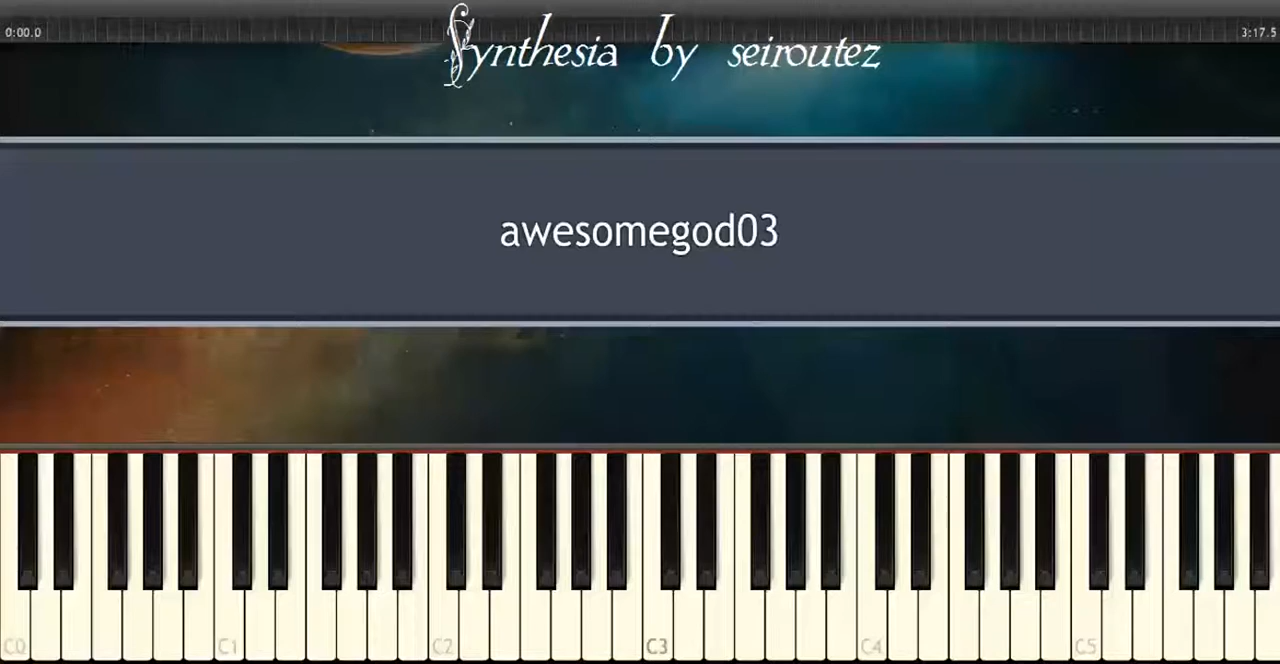 0:00.0
3:17.5
Synthesia by seiroutez
awesomegod03
C0 C1 C2 C3 C4 C5